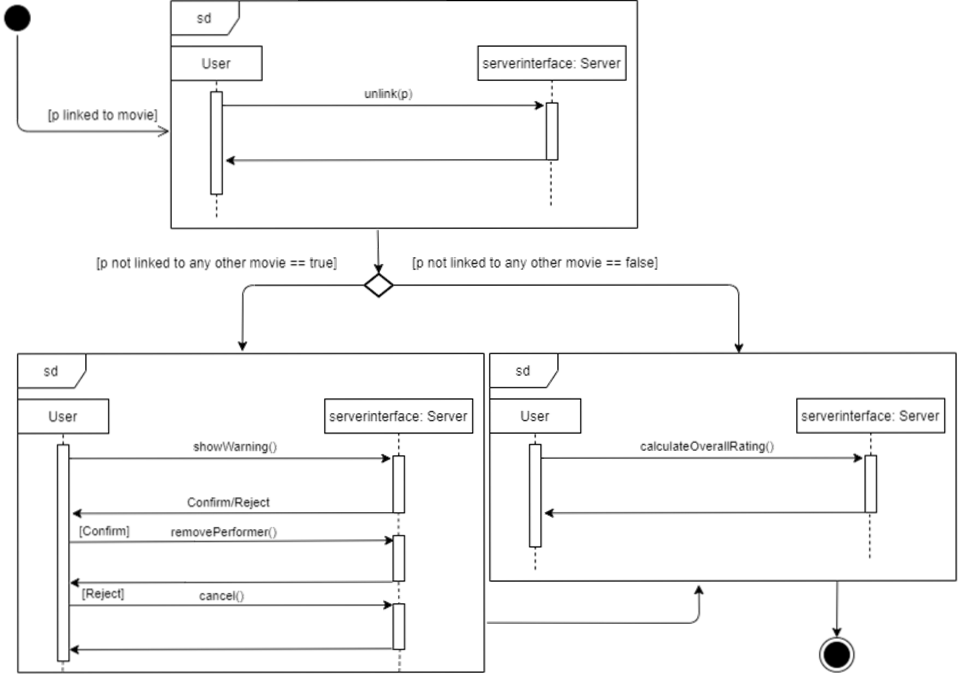 sd
User
serverinterface: Server
unlink(p)
[p linked to movie]
[p not linked to any other movie == true]
[p not linked to any other movie == false]
sd
User
serverinterface: Server
showWarning()
Confirm/Reject
[Confirm] removePerformer()
[Reject] cancel()
sd
User
serverinterface: Server
calculateOverallRating()